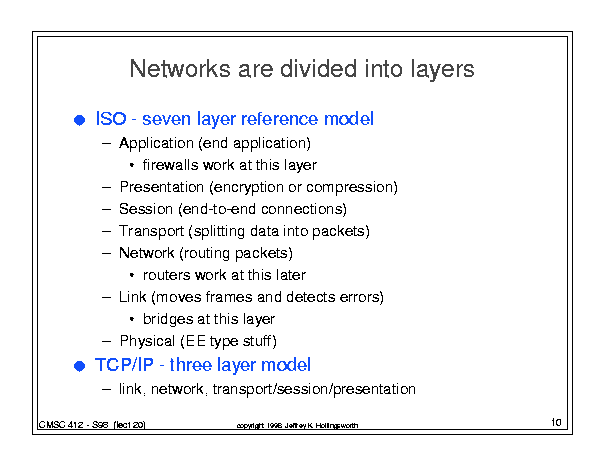 Networks are divided into layers
● ISO - seven layer reference model
– Application (end application)
• firewalls work at this layer
– Presentation (encryption or compression)
– Session (end-to-end connections)
– Transport (splitting data into packets)
– Network (routing packets)
• routers work at this later
– Link (moves frames and detects errors)
• bridges at this layer
– Physical (EE type stuff)
● TCP/IP - three layer model
– link, network, transport/session/presentation
CMSC 412 - S98 (lect 20) copyright 1998 Jeffrey K. Hollingsworth 10